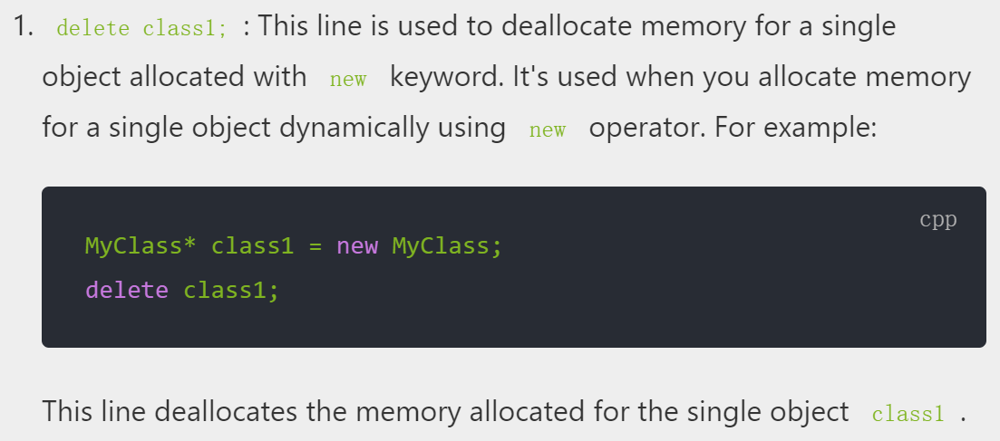 1. delete class1; : This line is used to deallocate memory for a single
object allocated with new keyword. It's used when you allocate memory
for a single object dynamically using new operator. For example:
cpp
MyClass* class1 = new MyClass;
delete class1;
This line deallocates the memory allocated for the single object class1 .